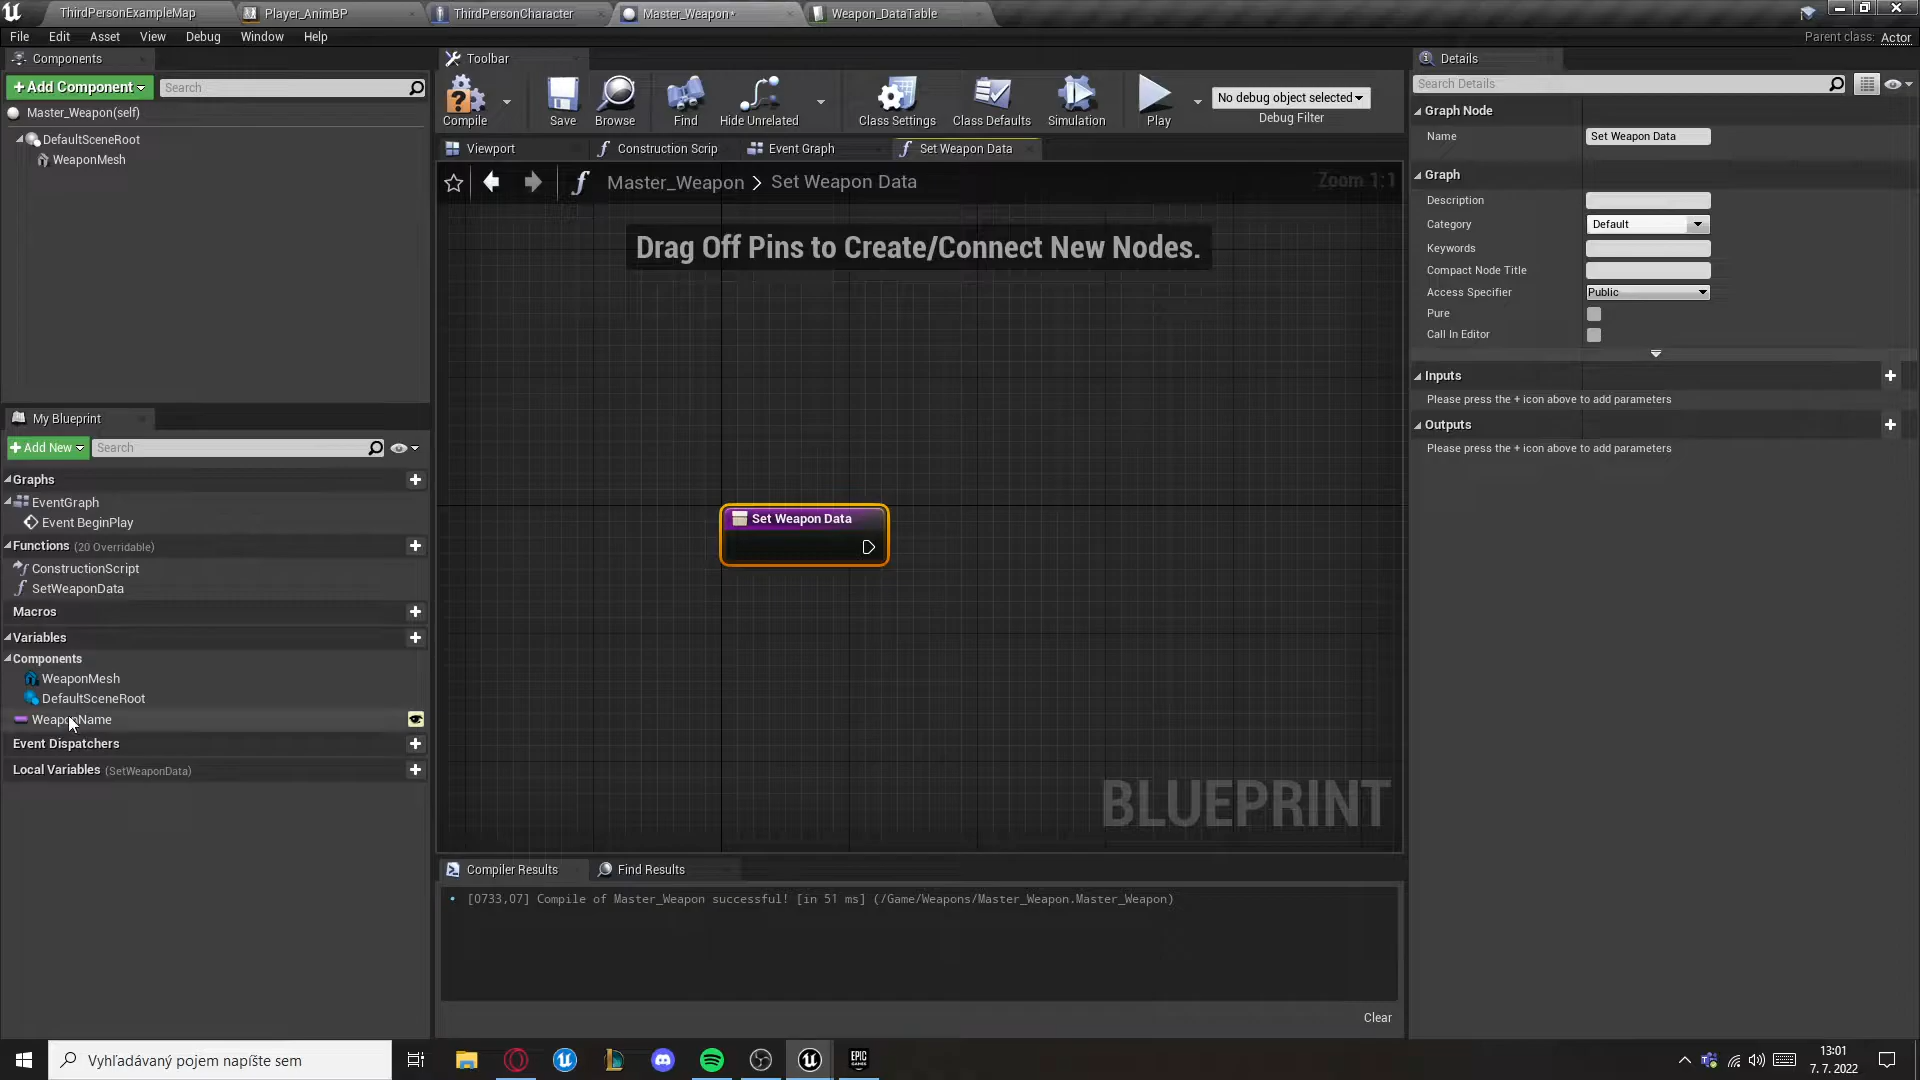 ThirdPersonExampleMap
Player_AnimBP
ThirdPersonCharacter
Master_Weapon*
Weapon_DataTable
File Edit Asset View Debug Window Help
Parent class: Actor
Components
+Add Component
Search
Master_Weapon(self)
DefaultSceneRoot
WeaponMesh
Toolbar
Compile
Save
Browse
Find
Hide Unrelated
Class Settings
Class Defaults
Simulation
Play
No debug object selected
Debug Filter
Viewport
Construction Scrip
Event Graph
Set Weapon Data
Master_Weapon > Set Weapon Data
Zoom 1:1
Drag Off Pins to Create/Connect New Nodes.
Set Weapon Data
BLUEPRINT
My Blueprint
+Add New
Search
Graphs
EventGraph
Event BeginPlay
Functions (20 Overridable)
ConstructionScript
SetWeaponData
Macros
Variables
Components
WeaponMesh
DefaultSceneRoot
WeaponName
Event Dispatchers
Local Variables (SetWeaponData)
Compiler Results
Find Results
[0733,07] Compile of Master_Weapon successful! [in 51 ms] (/Game/Weapons/Master_Weapon.Master_Weapon)
Clear
Details
Search Details
Graph Node
Name
Set Weapon Data
Graph
Description
Category
Default
Keywords
Compact Node Title
Access Specifier
Public
Pure
Call In Editor
Inputs
Please press the + icon above to add parameters
Outputs
Please press the + icon above to add parameters
Vyhľadávaný pojem napíšte sem
EPIC
GAMES
13:01
7. 7. 2022